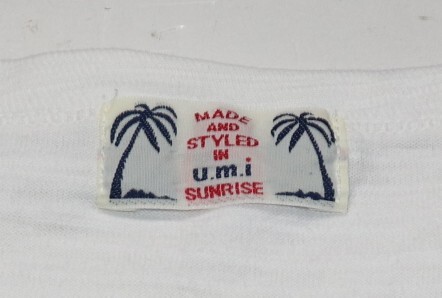 MADE
AND
STYLED
IN
u.m.i
SUNRISE